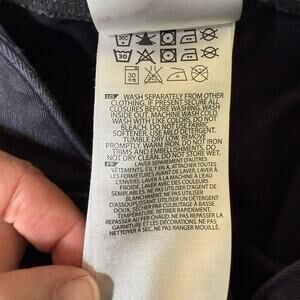 30
US WASH SEPARATELY FROM OTHER
CLOTHING. IF PRESENT SECURE ALL
CLOSURES BEFORE WASHING. WASH
INSIDE OUT. MACHINE WASH COLD.
WASH WITH LIKE COLORS. DO NOT
BLEACH. DO NOT USE FABRIC
SOFTENER. USE MILD DETERGENT.
TUMBLE DRY LOW. REMOVE
PROMPTLY. WARM IRON. DO NOT IRON
TRIMS AND EMBELLISHMENTS. DO
NOT DRY CLEAN. DO NOT STORE WET.
FR LAVER SÉPARÉMENT D'AUTRES
VÊTEMENTS. S'IL Y EN A, ATTACHER TOUTES
LES FERMETURES AVANT DE LAVER. LAVER À
L'ENVERS. LAVER À LA MACHINE À L'EAU
FROIDE. LAVER AVEC DES COULEURS
SEMBLABLES. NE PAS UTILISER D'AGENT DE
BLANCHIMENT. NE PAS UTILISER
D'ASSOUPLISSANT. UTILISER UN DÉTERGENT
DOUX. SÉCHER PAR CULBUTAGE À BASSE
TEMPÉRATURE. RETIRER RAPIDEMENT.
REPASSAGE À FER CHAUD. NE PAS REPASSER LA
GARNITURE ET LES DÉCORATIONS. NE PAS
NETTOYER À SEC. NE PAS RANGER MOUILLÉ.